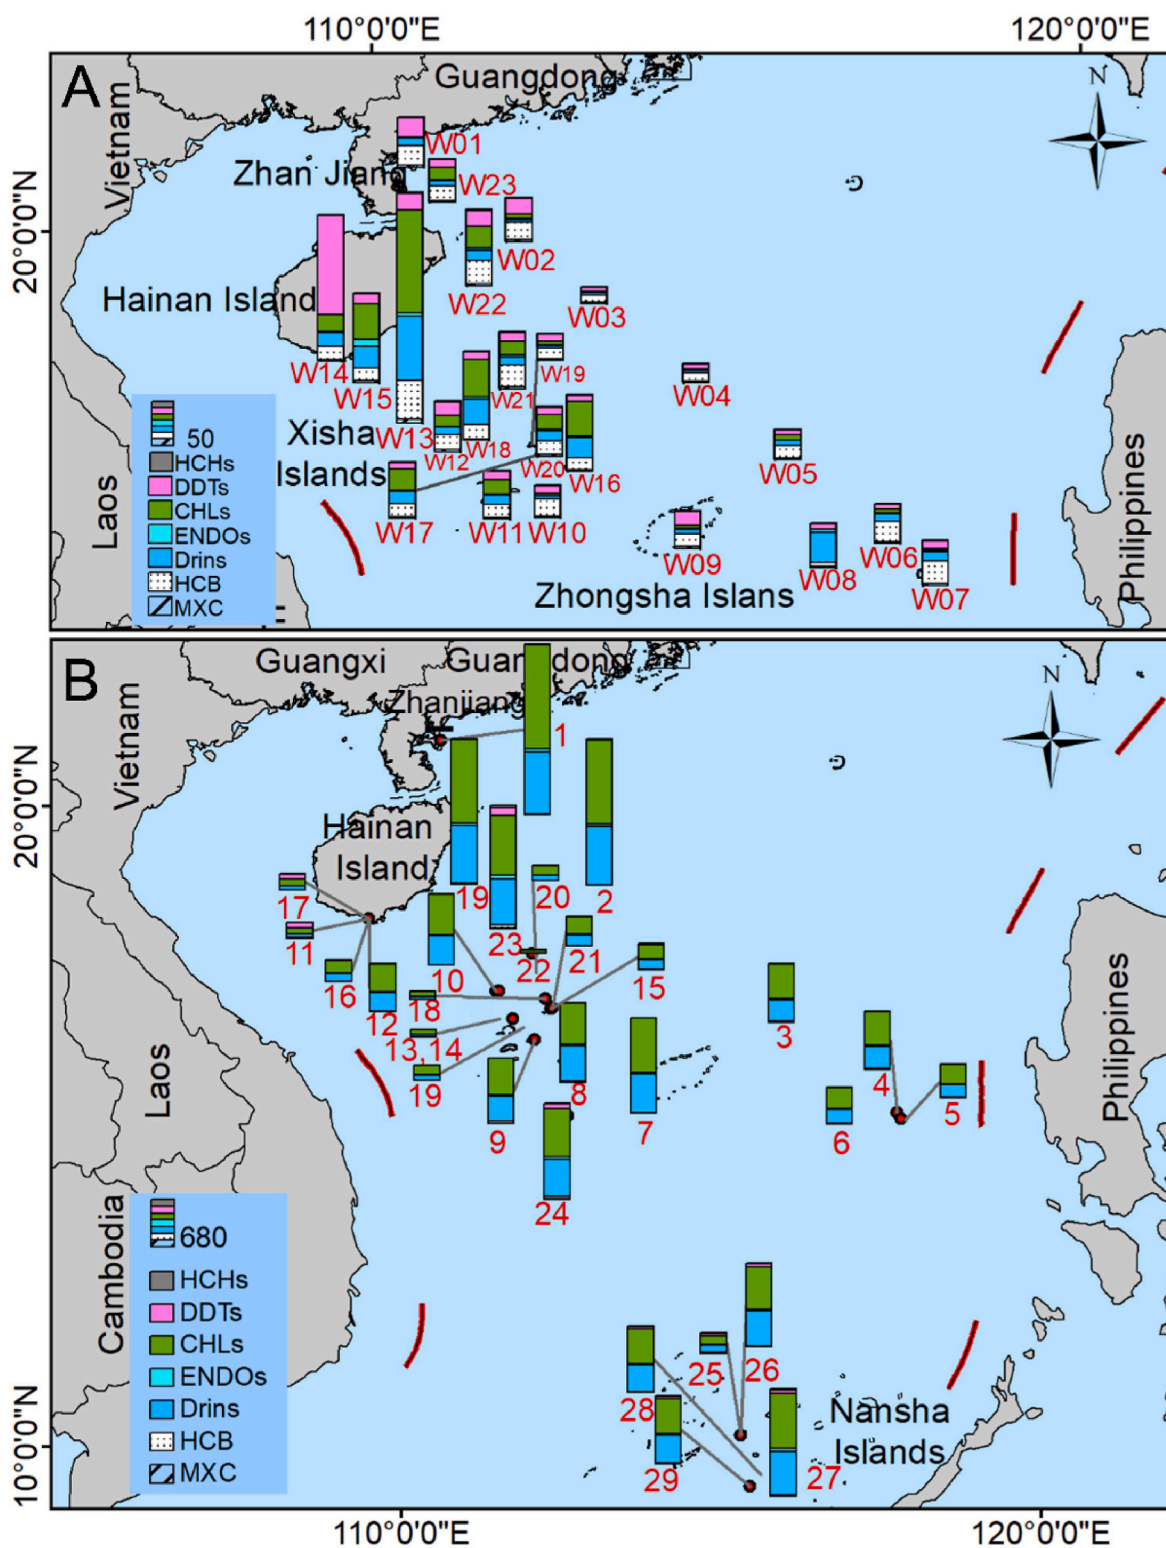 110°0'0"E
120°0'0"E
A
Guangdong
N
Vietnam
W01
Zhan Jiang
W23
20°0'0"N
W02
Hainan Island
W22
W03
W14
W19
W04
W15
W21
50
Xisha
W13
W18
HCHs
W12
W20
W05
Islands
W16
DDTs
CHLs
W17
W11
W10
Laos
ENDOs
W06
Philippines
Drins
W09
W08
HCB
Zhongsha Islans
W07
MXC
B
Guangxi
Guangdong
N
Zhanjiang
Vietnam
1
20°0'0"N
Hainan
Island
17
19
20
2
11
23
21
22
10
15
16
18
12
3
13,14
Laos
19
8
4
5
Philippines
9
7
6
24
Cambodia
680
HCHs
DDTs
CHLs
25
26
ENDOs
28
Drins
Nansha
HCB
Islands
10°0'0"N
MXC
29
27
110°0'0"E
120°0'0"E